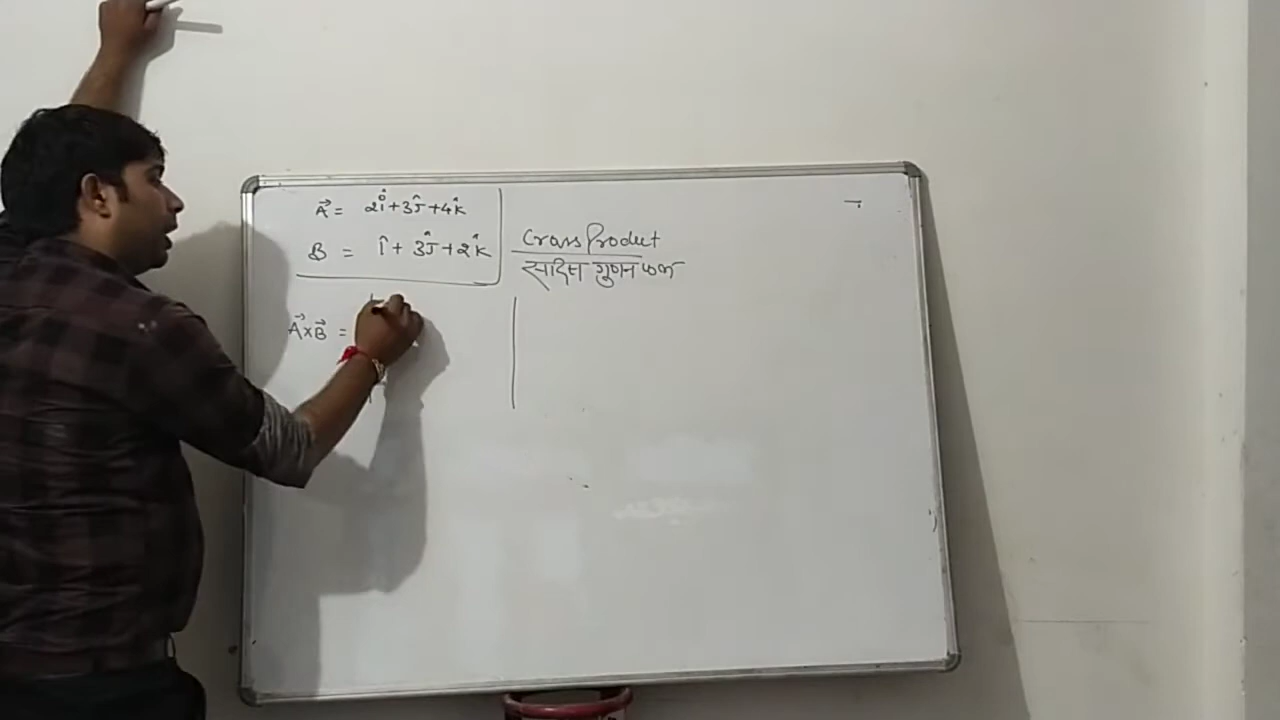 A⃗ = 2î + 3ĵ + 4k̂
B = î + 3ĵ + 2k̂
Cross Product
सदिश गुणनफल
A⃗ x B⃗ =